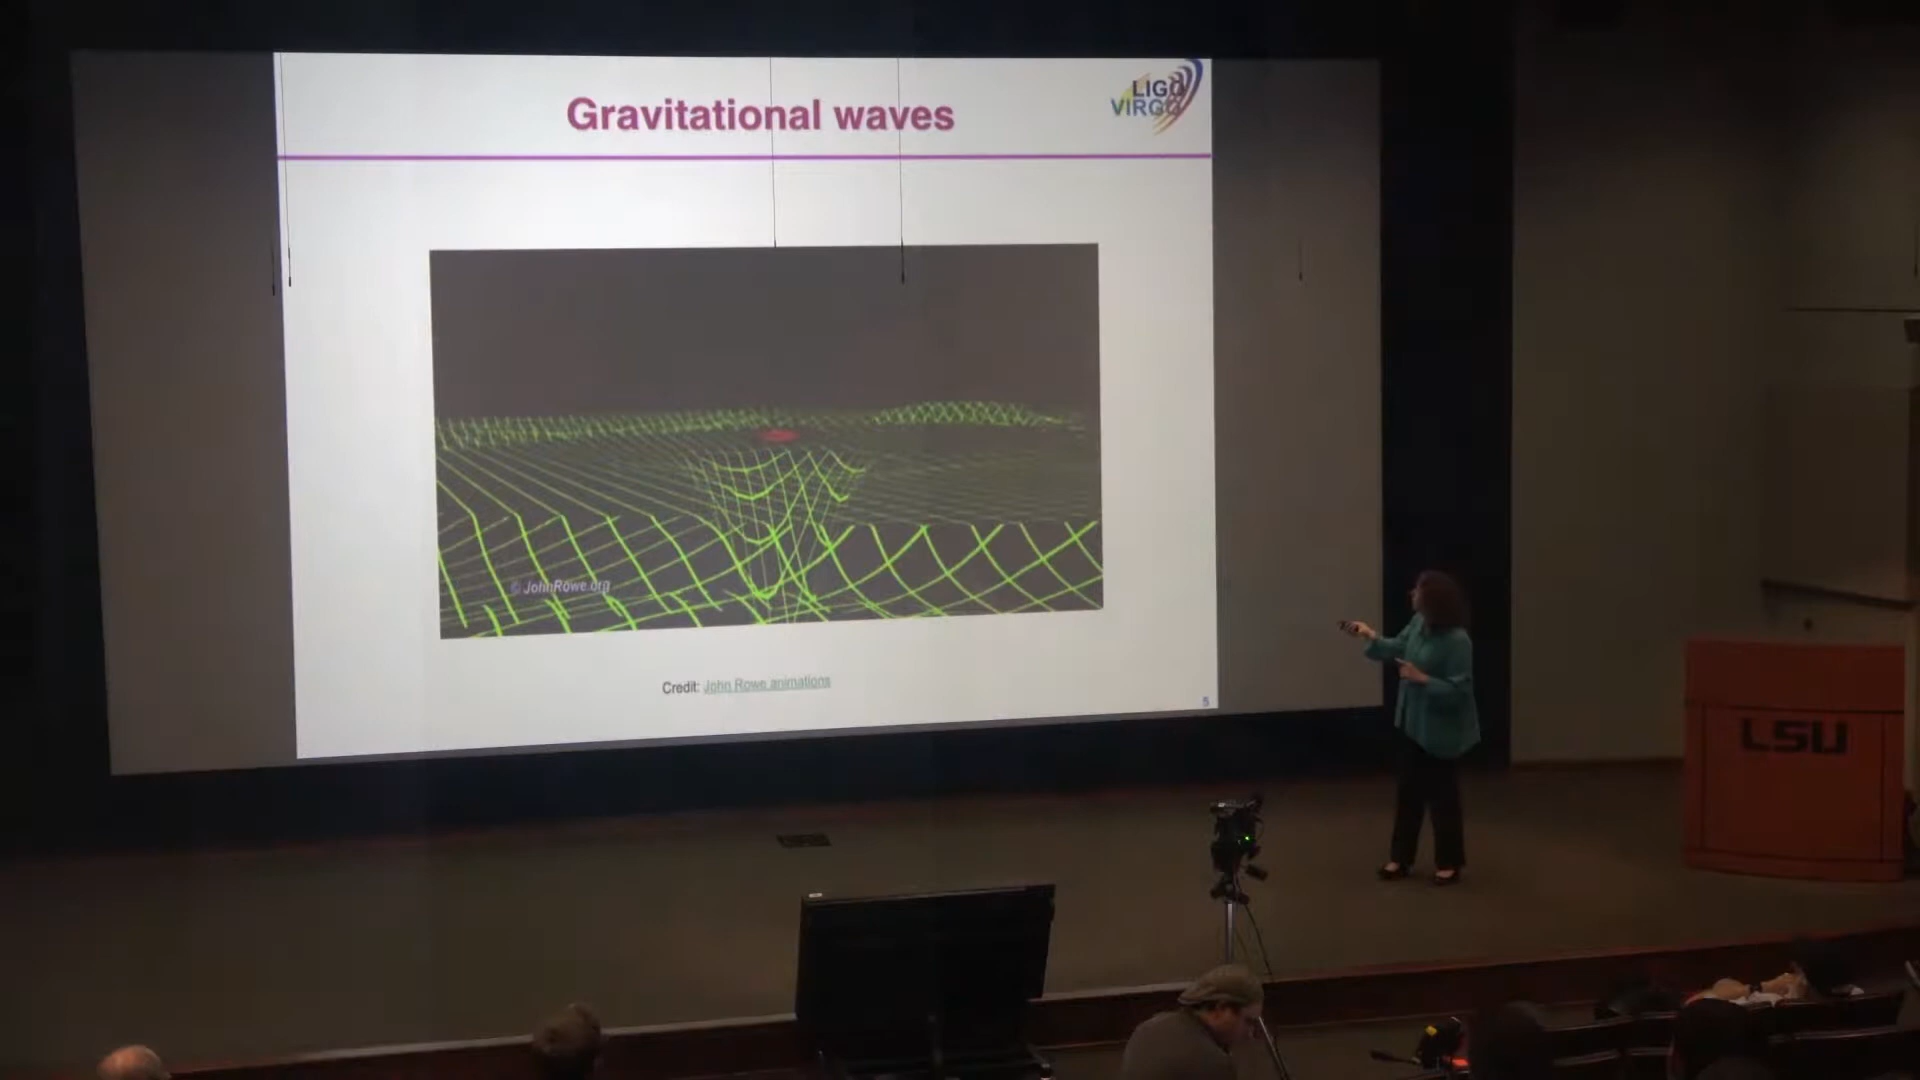 Gravitational waves
LIGO
VIRGO
© JohnRowe.org
Credit: John Rowe animations
5
LSU